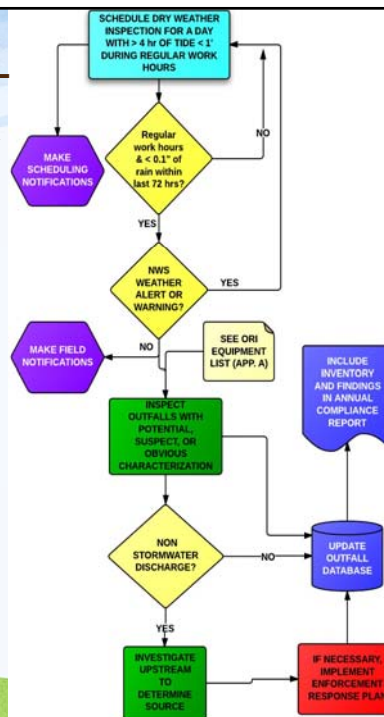 SCHEDULE DRY WEATHER
INSPECTION FOR A DAY
WITH > 4 hr OF TIDE < 1'
DURING REGULAR WORK
HOURS
MAKE
SCHEDULING
NOTIFICATIONS
Regular
work hours
& < 0.1" of
rain within
last 72 hrs?
NO
YES
NWS
WEATHER
ALERT OR
WARNING?
YES
NO
MAKE FIELD
NOTIFICATIONS
SEE ORI
EQUIPMENT
LIST (APP. A)
INCLUDE
INVENTORY
AND FINDINGS
IN ANNUAL
COMPLIANCE
REPORT
INSPECT
OUTFALLS WITH
POTENTIAL,
SUSPECT, OR
OBVIOUS
CHARACTERIZATION
NON
STORMWATER
DISCHARGE?
NO
UPDATE
OUTFALL
DATABASE
YES
INVESTIGATE
UPSTREAM
TO
DETERMINE
SOURCE
IF NECESSARY,
IMPLEMENT
ENFORCEMENT
RESPONSE PLAN